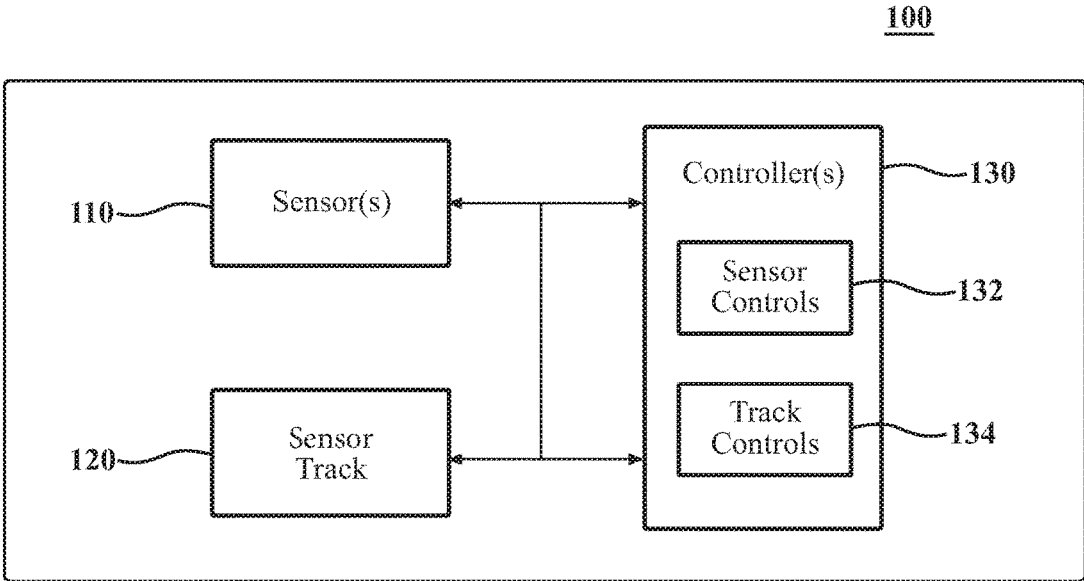 100
110
Sensor(s)
Controller(s)
130
Sensor
Controls
132
120
Sensor
Track
Track
Controls
134